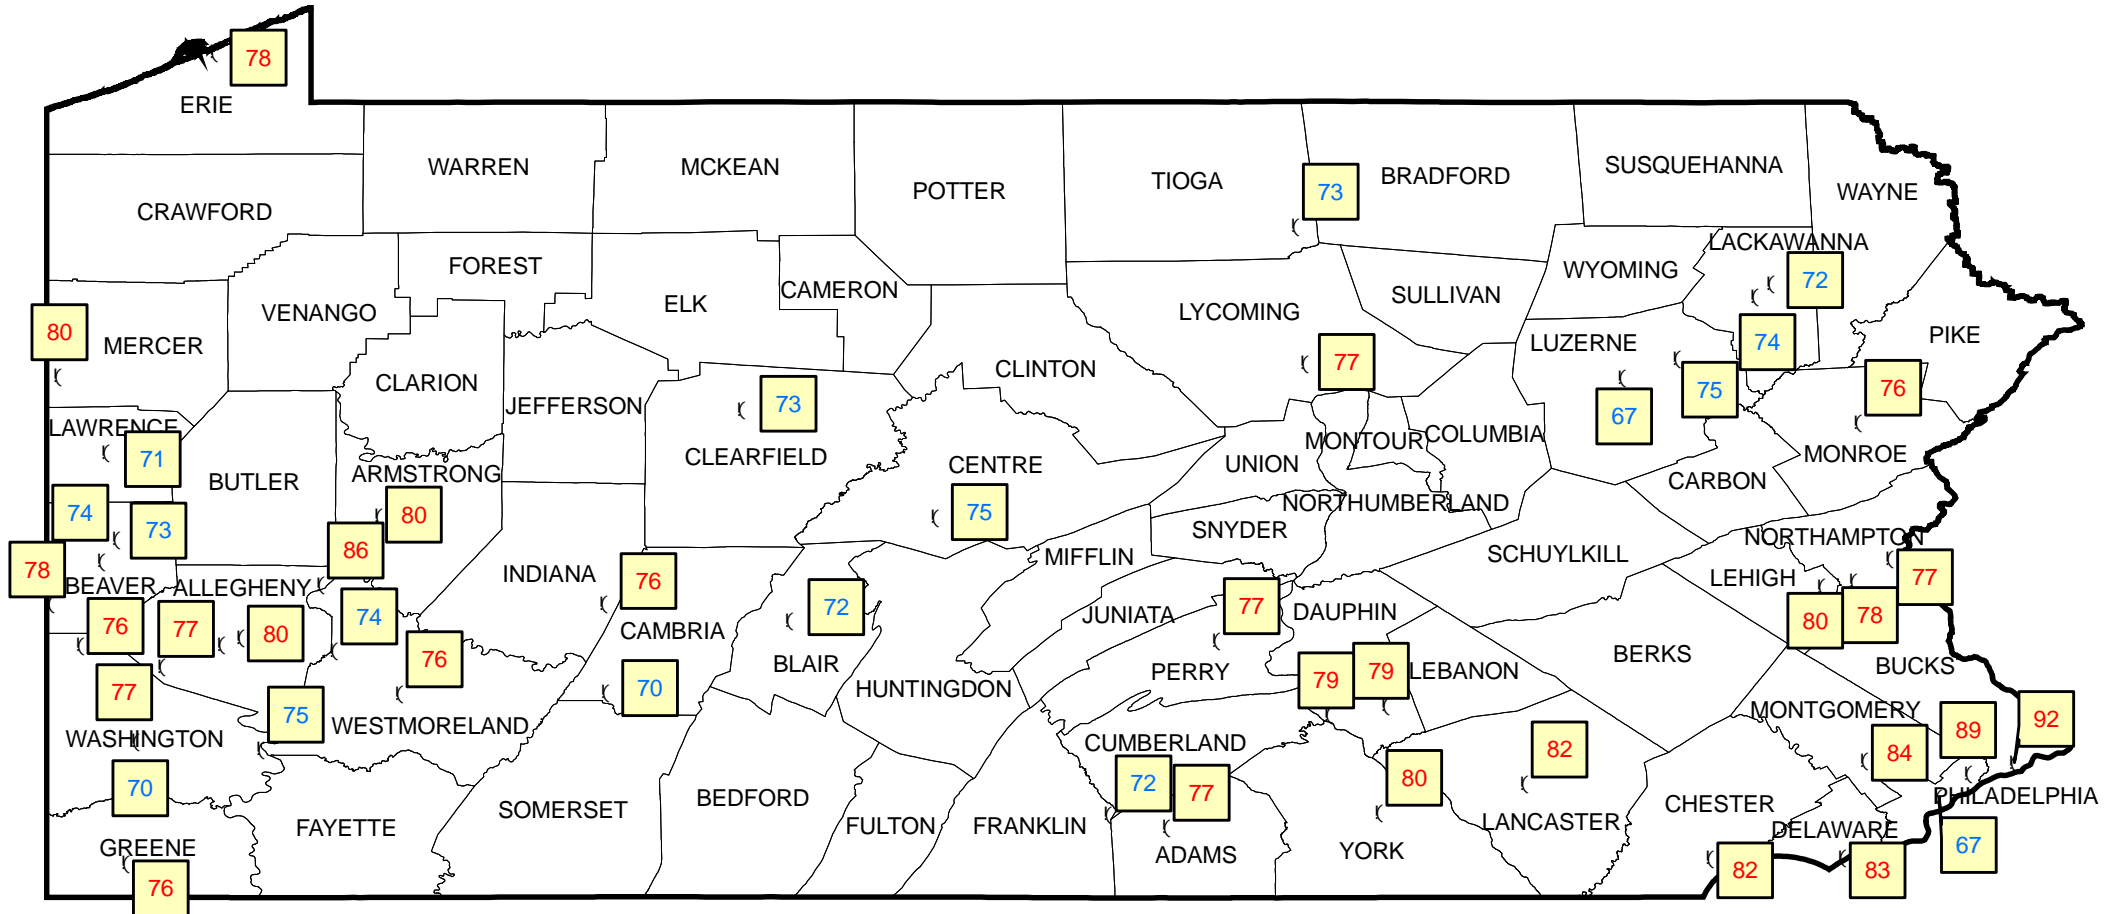 78
ERIE
WARREN
MCKEAN
POTTER
TIOGA
73
BRADFORD
SUSQUEHANNA
WAYNE
CRAWFORD
FOREST
VENANGO
ELK
CAMERON
LYCOMING
SULLIVAN
WYOMING
LACKAWANNA
72
80
MERCER
CLARION
JEFFERSON
73
CLEARFIELD
CLINTON
77
LUZERNE
74
75
67
PIKE
76
MONROE
LAWRENCE
71
BUTLER
ARMSTRONG
80
CENTRE
75
UNION
MONTOUR
COLUMBIA
NORTHUMBERLAND
SNYDER
CARBON
74
73
86
78
BEAVER
ALLEGHENY
INDIANA
76
CAMBRIA
72
BLAIR
MIFFLIN
JUNIATA
77
DAUPHIN
SCHUYLKILL
NORTHAMPTON
LEHIGH
77
80
78
76
77
80
74
76
77
75
WESTMORELAND
70
HUNTINGDON
PERRY
79
79
LEBANON
BERKS
BUCKS
WASHINGTON
70
CUMBERLAND
72
77
80
82
MONTGOMERY
84
89
92
GREENE
76
FAYETTE
SOMERSET
BEDFORD
FULTON
FRANKLIN
ADAMS
YORK
LANCASTER
CHESTER
DELAWARE
PHILADELPHIA
82
83
67